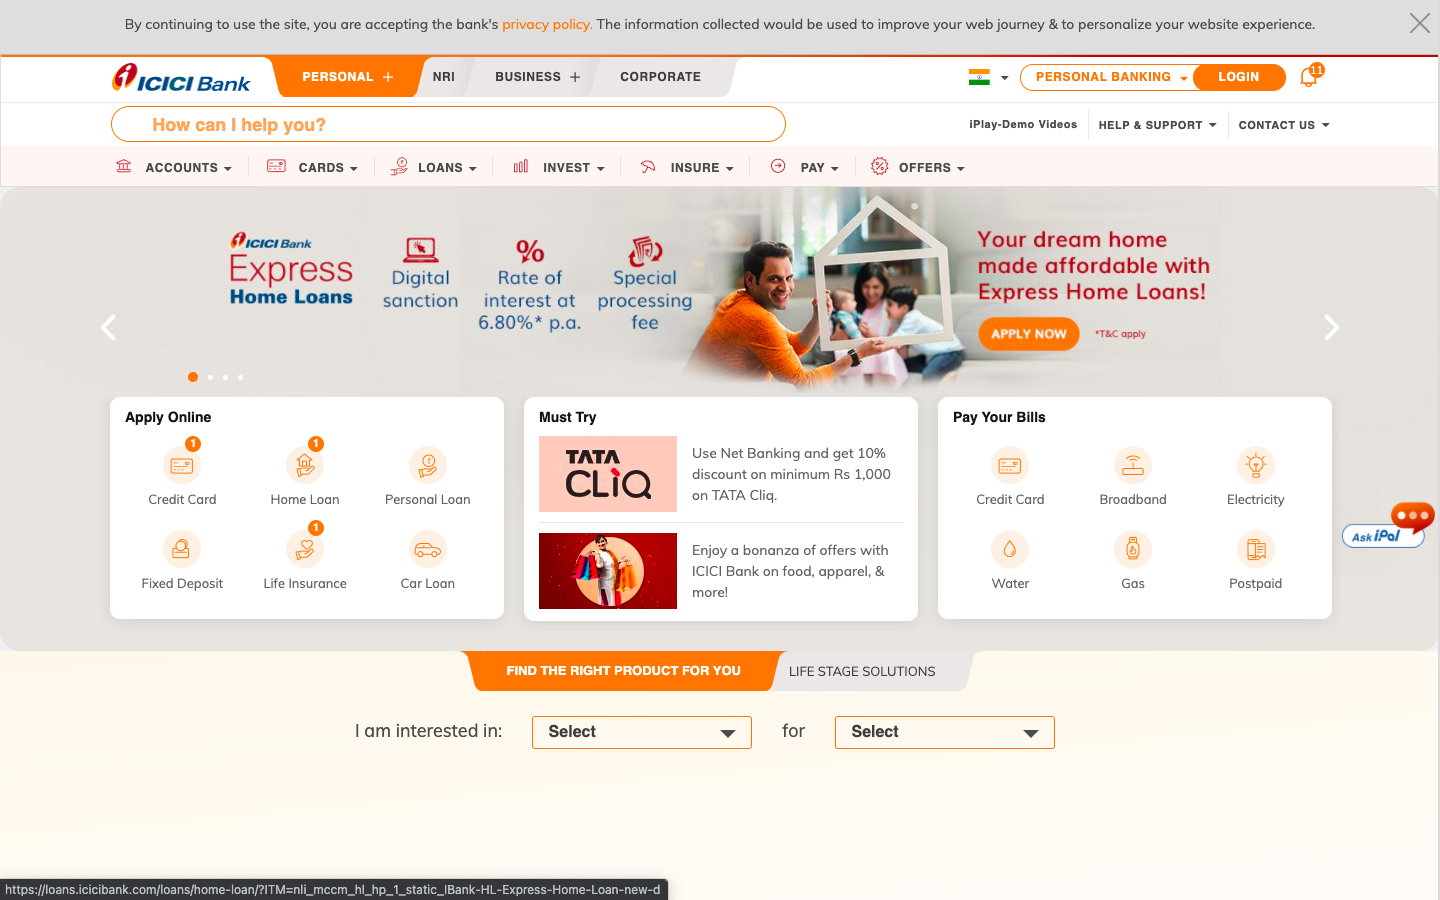 By continuing to use the site, you are accepting the bank's privacy policy. The information collected would be used to improve your web journey & to personalize your website experience.
ICICI Bank
PERSONAL +
NRI
BUSINESS +
CORPORATE
PERSONAL BANKING
LOGIN
11
How can I help you?
iPlay-Demo Videos
HELP & SUPPORT
CONTACT US
ACCOUNTS
CARDS
LOANS
INVEST
INSURE
PAY
OFFERS
ICICI Bank
Express
Home Loans
Digital
sanction
%
Rate of
interest at
6.80%* p.a.
Special
processing
fee
Your dream home
made affordable with
Express Home Loans!
APPLY NOW
*T&C apply
Apply Online
1
Credit Card
1
Home Loan
Personal Loan
Fixed Deposit
1
Life Insurance
Car Loan
Must Try
TATA
CLiQ
Use Net Banking and get 10%
discount on minimum Rs 1,000
on TATA Cliq.
Enjoy a bonanza of offers with
ICICI Bank on food, apparel, &
more!
Pay Your Bills
Credit Card
Broadband
Electricity
Water
Gas
Postpaid
Ask iPal
FIND THE RIGHT PRODUCT FOR YOU
LIFE STAGE SOLUTIONS
I am interested in:
Select
for
Select
https://loans.icicibank.com/loans/home-loan/?ITM=nli_mccm_hl_hp_1_static_IBank-HL-Express-Home-Loan-new-d